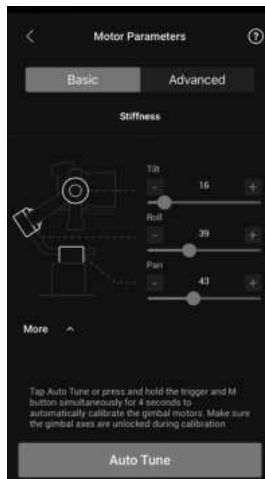 Motor Parameters
Basic
Advanced
Stiffness
Tilt
- 16 +
Roll
- 39 +
Pan
- 43 +
More
Tap Auto Tune or press and hold the trigger and M
button simultaneously for 4 seconds to
automatically calibrate the gimbal motors. Make sure
the gimbal axes are unlocked during calibration
Auto Tune